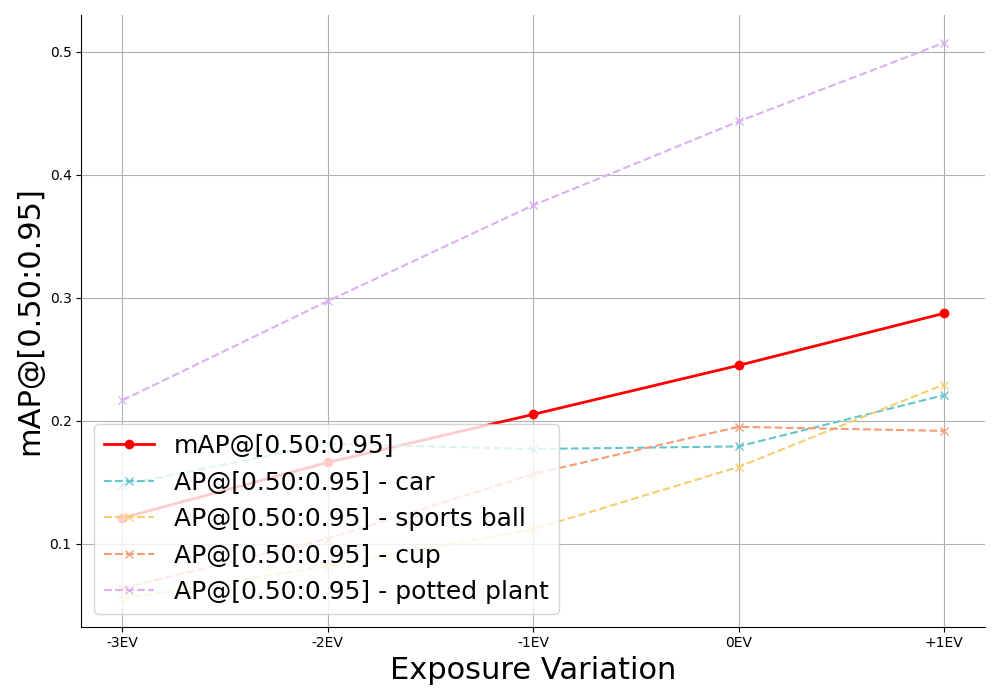 0.5
0.4
0.3
0.2
0.1
mAP@[0.50:0.95]
mAP@[0.50:0.95]
AP@[0.50:0.95] - car
AP@[0.50:0.95] - sports ball
AP@[0.50:0.95] - cup
AP@[0.50:0.95] - potted plant
-3EV -2EV -1EV 0EV +1EV
Exposure Variation